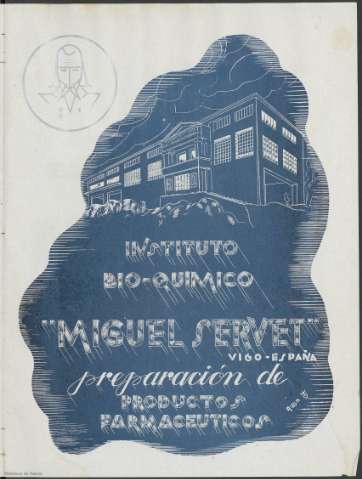 INSTITUTO
BIO-QUIMICO
"MIGUEL SERVET"
VIGO-ESPAÑA
preparación de
PRODUCTOS
FARMACEUTICOS